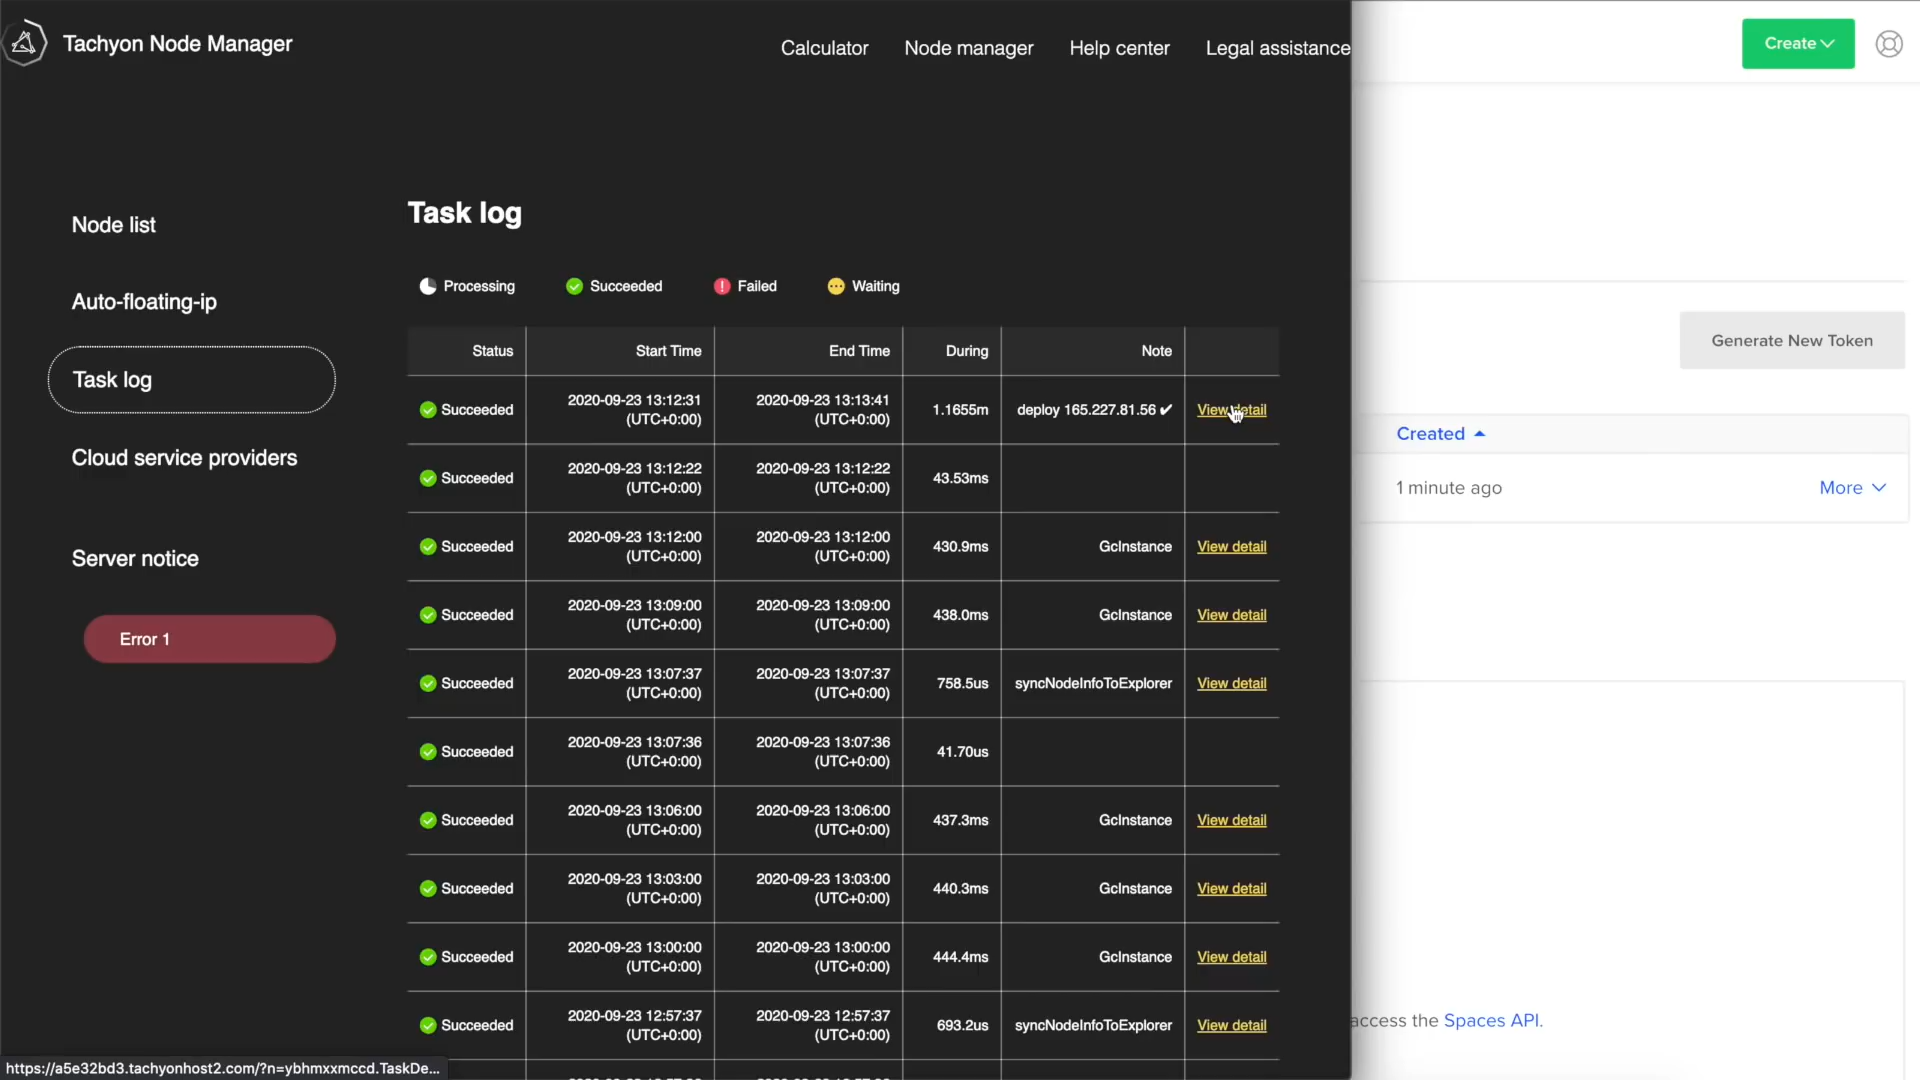 Tachyon Node Manager
Calculator
Node manager
Help center
Legal assistance
Create
Node list
Auto-floating-ip
Task log
Cloud service providers
Server notice
Error 1
Task log
Processing
Succeeded
Failed
Waiting
Status Start Time End Time During Note
Succeeded 2020-09-23 13:12:31 (UTC+0:00) 2020-09-23 13:13:41 (UTC+0:00) 1.1655m deploy 165.227.81.56 ✔ View detail
Succeeded 2020-09-23 13:12:22 (UTC+0:00) 2020-09-23 13:12:22 (UTC+0:00) 43.53ms
Succeeded 2020-09-23 13:12:00 (UTC+0:00) 2020-09-23 13:12:00 (UTC+0:00) 430.9ms GcInstance View detail
Succeeded 2020-09-23 13:09:00 (UTC+0:00) 2020-09-23 13:09:00 (UTC+0:00) 438.0ms GcInstance View detail
Succeeded 2020-09-23 13:07:37 (UTC+0:00) 2020-09-23 13:07:37 (UTC+0:00) 758.5us syncNodeInfoToExplorer View detail
Succeeded 2020-09-23 13:07:36 (UTC+0:00) 2020-09-23 13:07:36 (UTC+0:00) 41.70us
Succeeded 2020-09-23 13:06:00 (UTC+0:00) 2020-09-23 13:06:00 (UTC+0:00) 437.3ms GcInstance View detail
Succeeded 2020-09-23 13:03:00 (UTC+0:00) 2020-09-23 13:03:00 (UTC+0:00) 440.3ms GcInstance View detail
Succeeded 2020-09-23 13:00:00 (UTC+0:00) 2020-09-23 13:00:00 (UTC+0:00) 444.4ms GcInstance View detail
Succeeded 2020-09-23 12:57:37 (UTC+0:00) 2020-09-23 12:57:37 (UTC+0:00) 693.2us syncNodeInfoToExplorer View detail
https://a5e32bd3.tachyonhost2.com/?n=ybhmxxmccd.TaskDe...
Generate New Token
Created
1 minute ago
More
access the Spaces API.